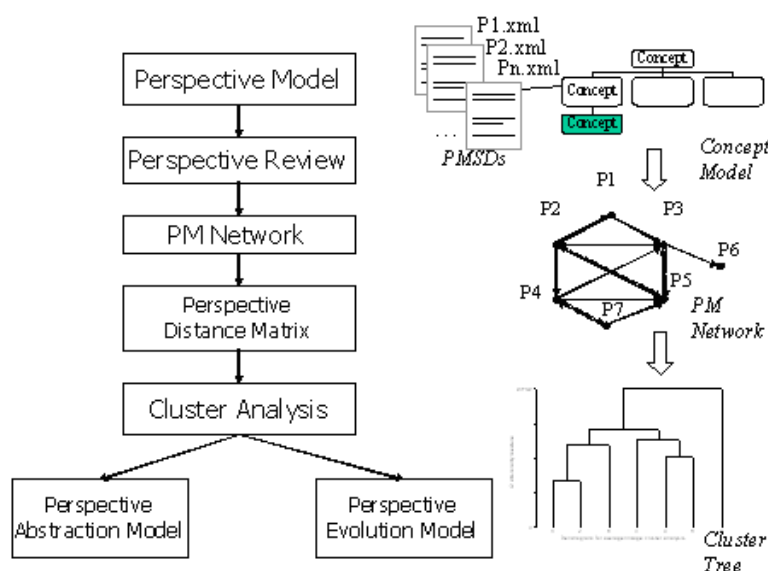 Perspective Model
Perspective Review
PM Network
Perspective
Distance Matrix
Cluster Analysis
Perspective
Abstraction Model
Perspective
Evolution Model
P1.xml
P2.xml
Pn.xml
...
PMSDs
Concept
Concept
Concept
Concept
Model
P1
P2
P3
P6
P4
P5
P7
PM
Network
Cluster
Tree